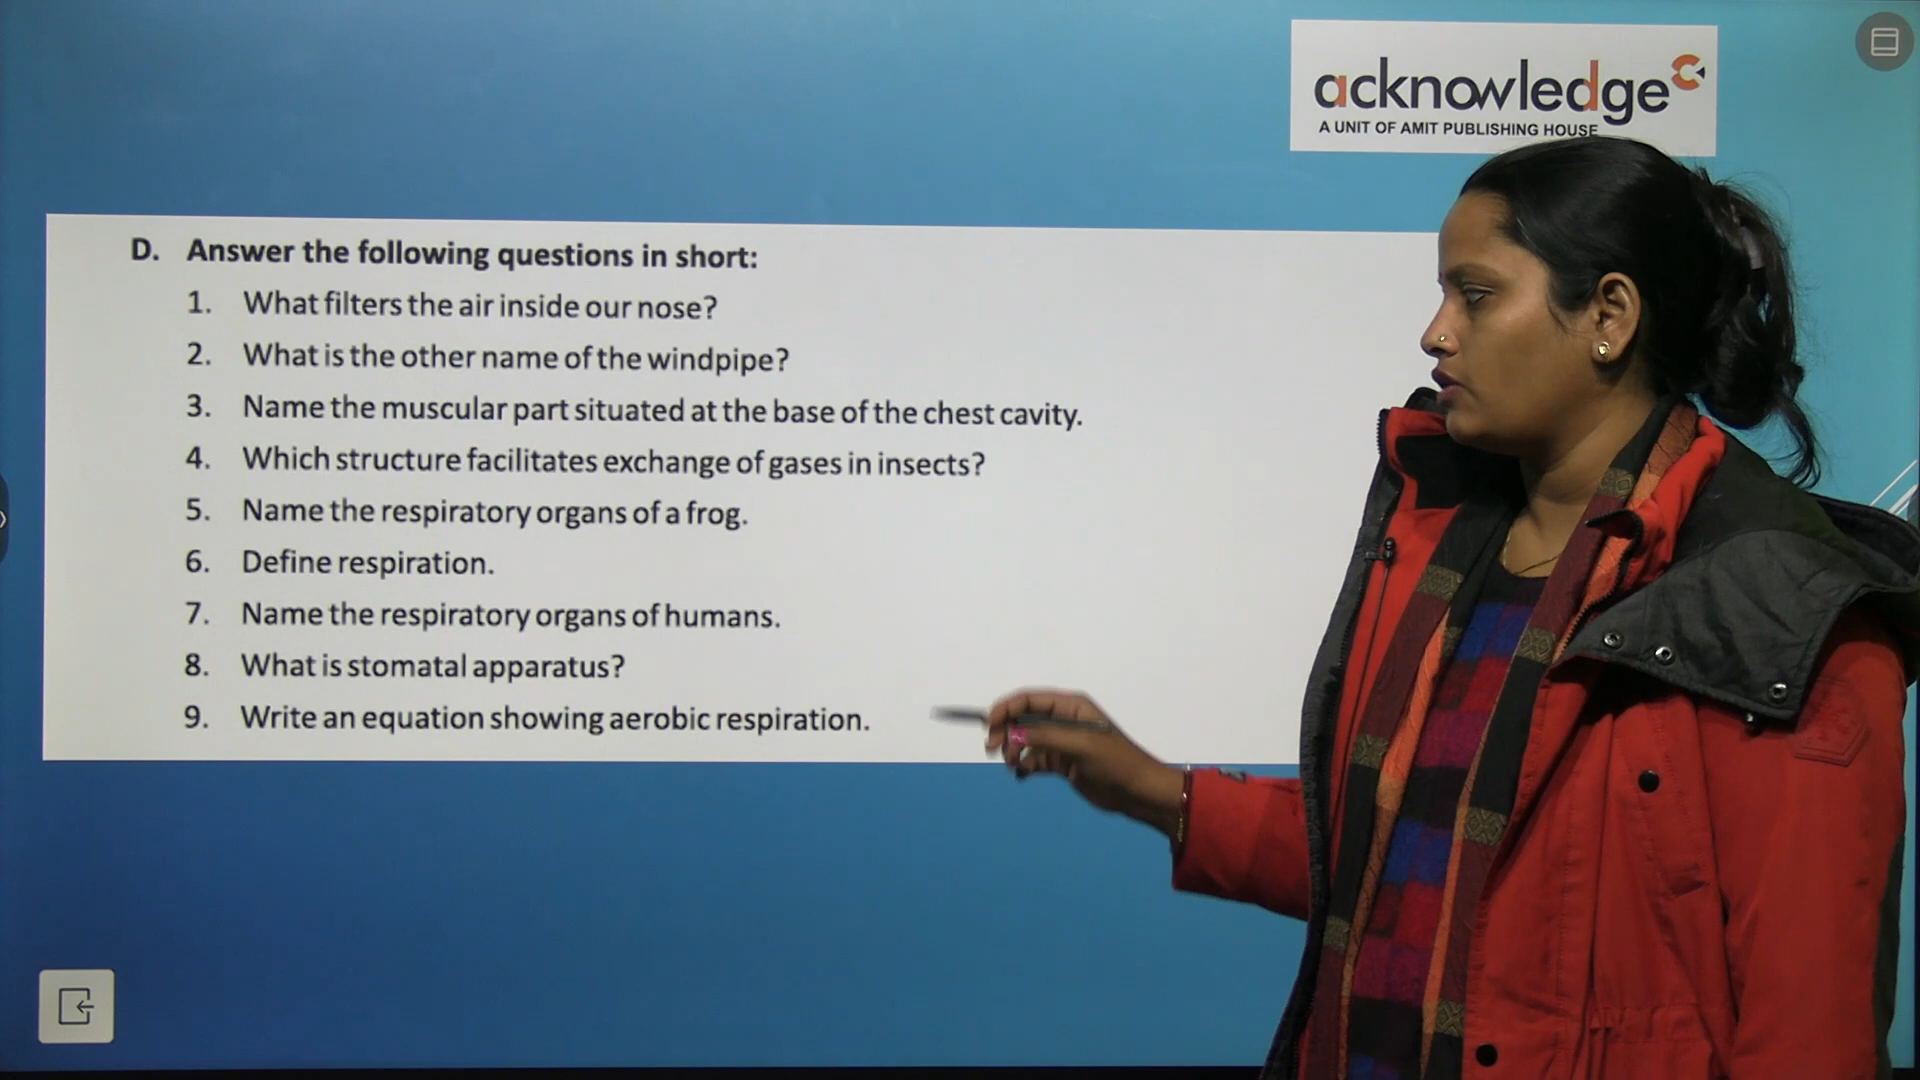 acknowledge
A UNIT OF AMIT PUBLISHING HOUSE
D. Answer the following questions in short:
1. What filters the air inside our nose?
2. What is the other name of the windpipe?
3. Name the muscular part situated at the base of the chest cavity.
4. Which structure facilitates exchange of gases in insects?
5. Name the respiratory organs of a frog.
6. Define respiration.
7. Name the respiratory organs of humans.
8. What is stomatal apparatus?
9. Write an equation showing aerobic respiration.